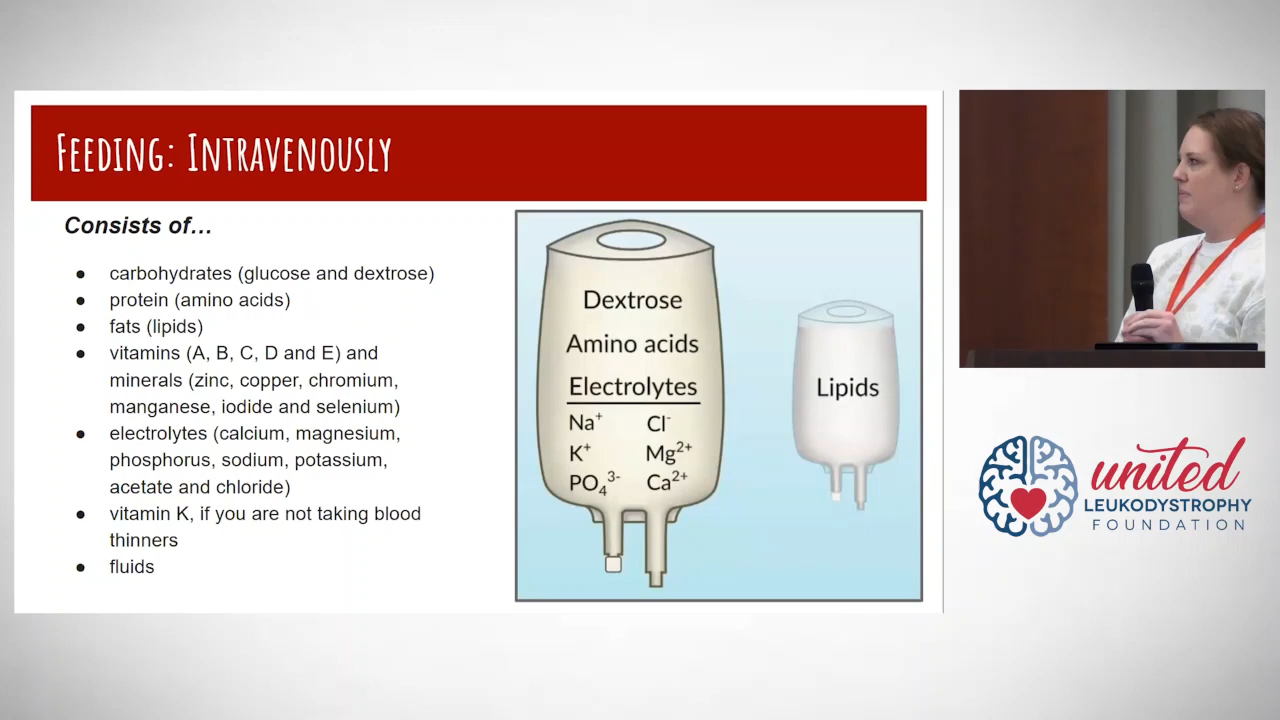 FEEDING: INTRAVENOUSLY
Consists of...
● carbohydrates (glucose and dextrose)
● protein (amino acids)
● fats (lipids)
● vitamins (A, B, C, D and E) and
minerals (zinc, copper, chromium,
manganese, iodide and selenium)
● electrolytes (calcium, magnesium,
phosphorus, sodium, potassium,
acetate and chloride)
● vitamin K, if you are not taking blood
thinners
● fluids
Dextrose
Amino acids
Electrolytes
Na⁺ Cl⁻
K⁺ Mg²⁺
PO₄³⁻ Ca²⁺
Lipids
united
LEUKODYSTROPHY
FOUNDATION